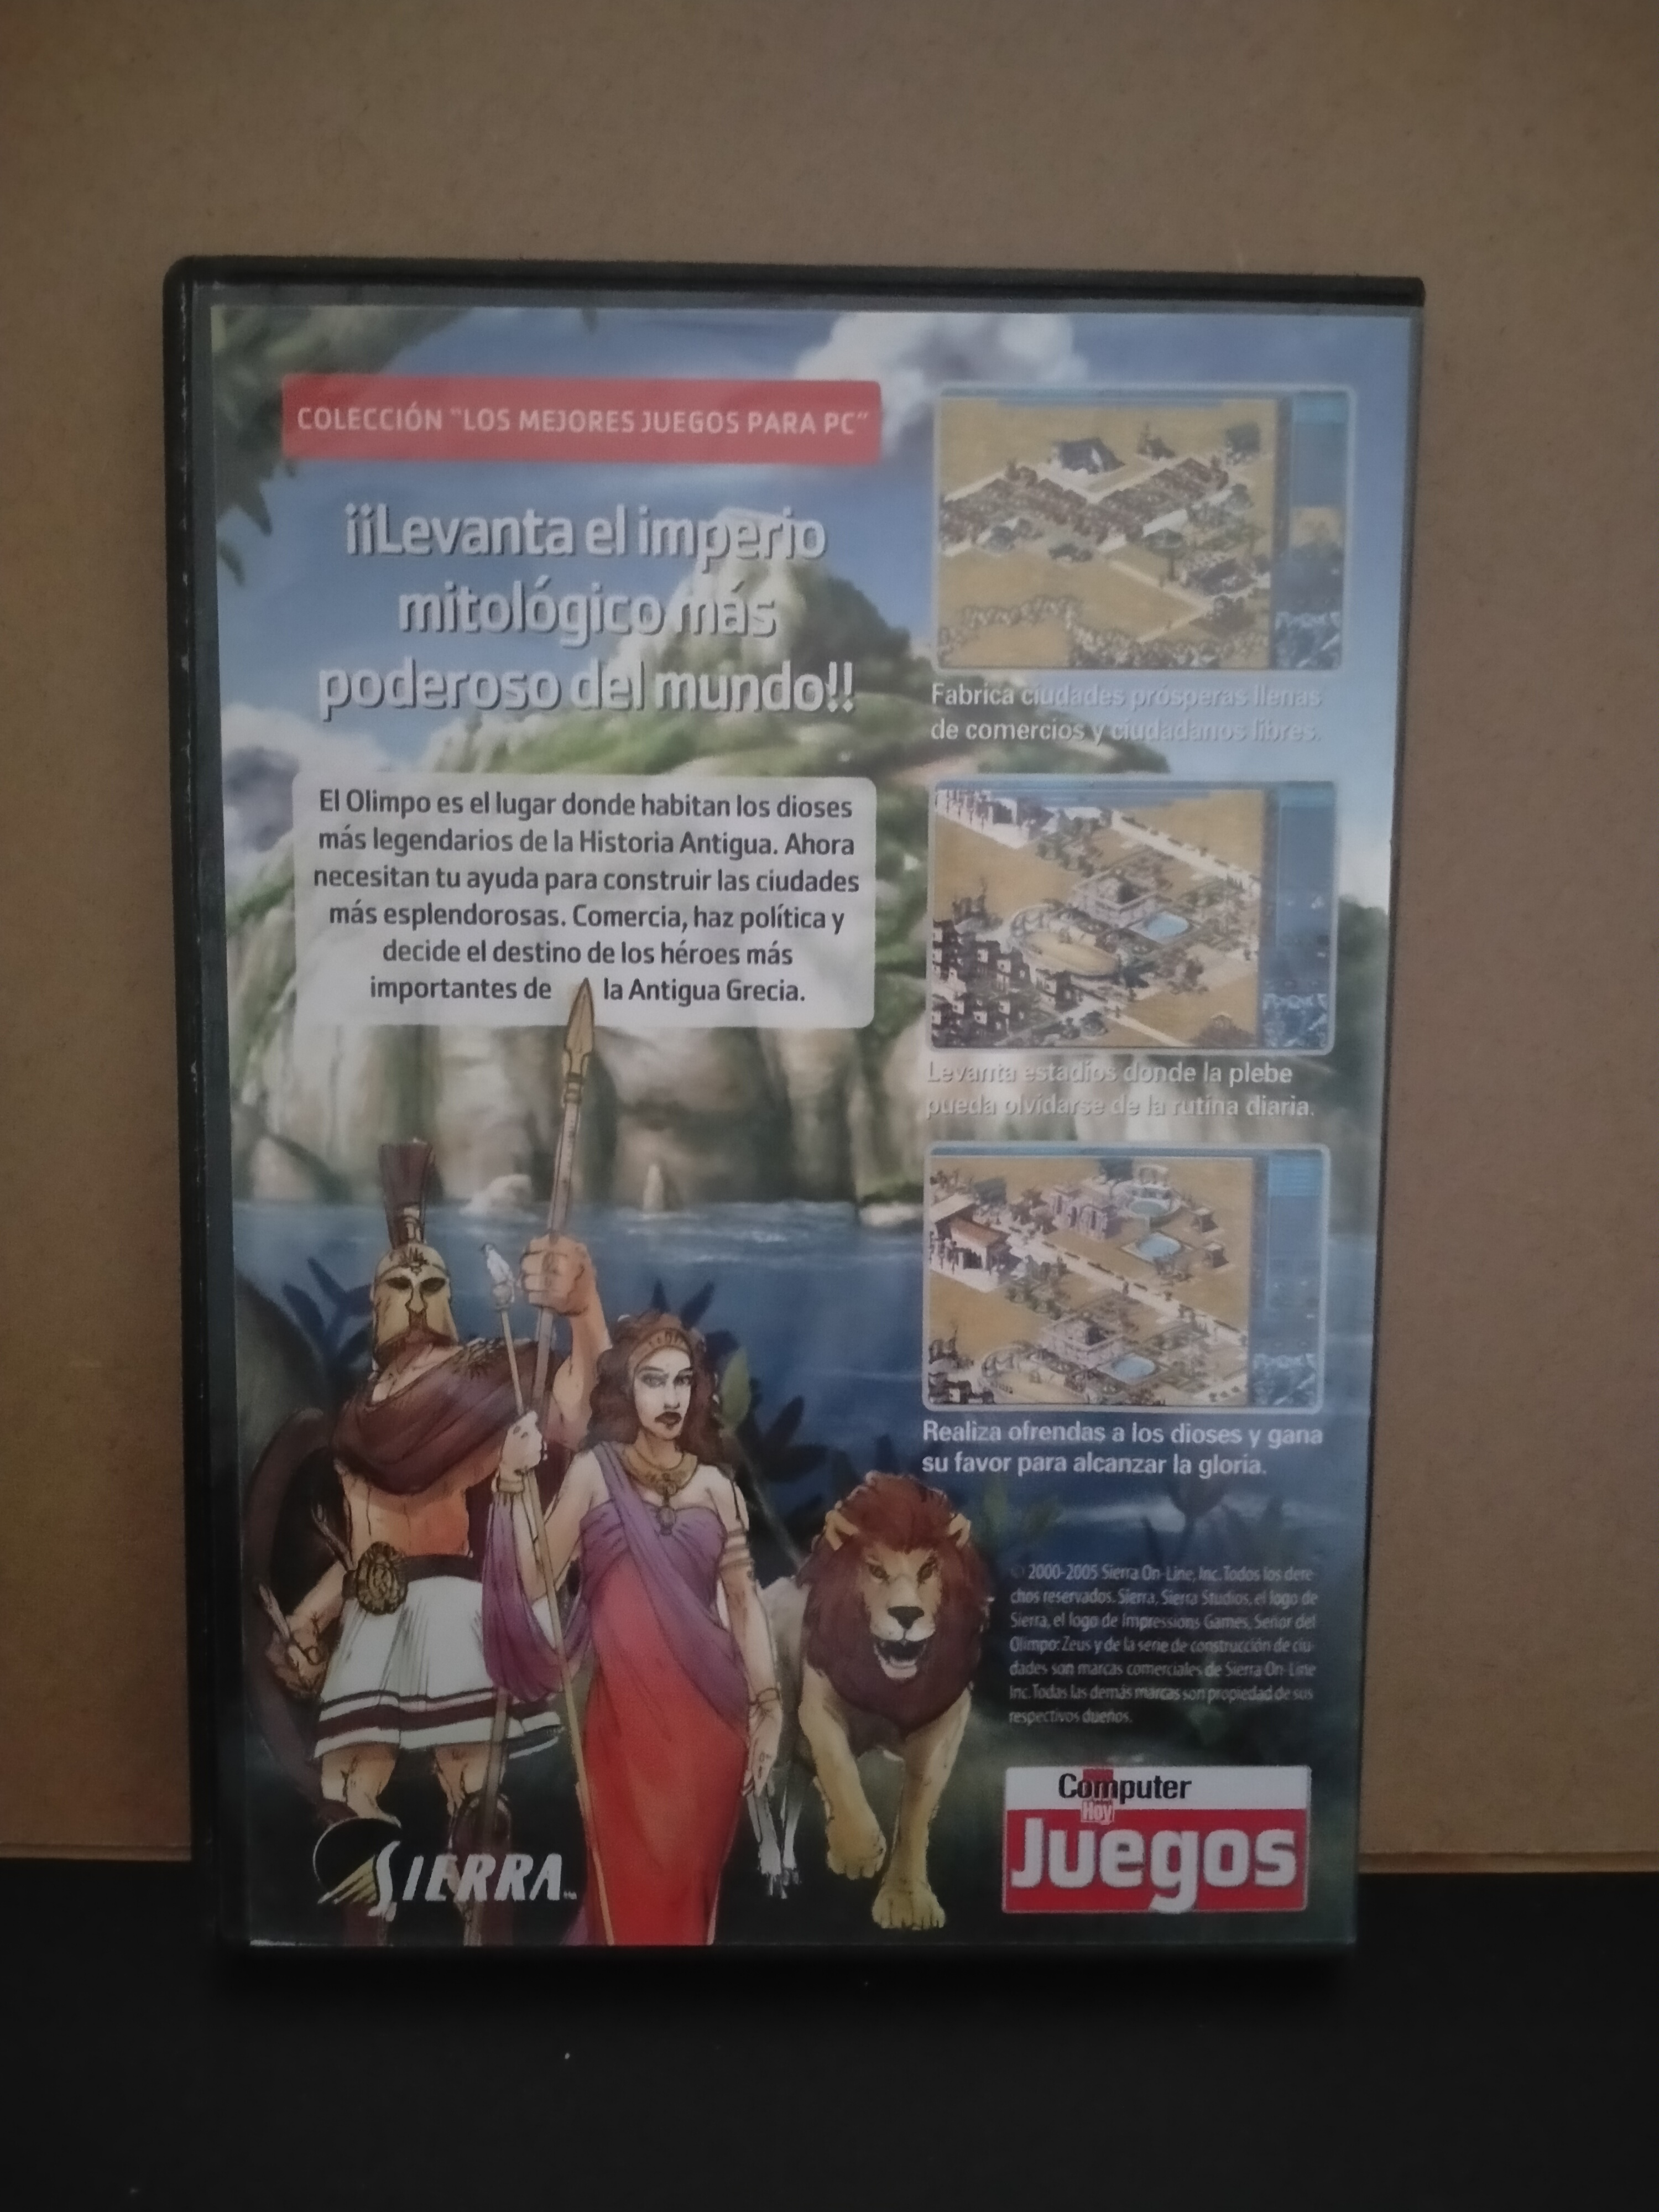 COLECCIÓN "LOS MEJORES JUEGOS PARA PC"
¡¡Levanta el imperio
mitológico más
poderoso del mundo!!
El Olimpo es el lugar donde habitan los dioses
más legendarios de la Historia Antigua. Ahora
necesitan tu ayuda para construir las ciudades
más esplendorosas. Comercia, haz política y
decide el destino de los héroes más
importantes de la Antigua Grecia.
Fabrica ciudades prósperas llenas
de comercios y ciudadanos libres.
Levanta estadios donde la plebe
pueda olvidarse de la rutina diaria.
Realiza ofrendas a los dioses y gana
su favor para alcanzar la gloria.
© 2000-2005 Sierra On-Line, Inc. Todos los dere-
chos reservados. Sierra, Sierra Studios, el logo de
Sierra, el logo de Impressions Games, Señor del
Olimpo: Zeus y de la serie de construcción de ciu-
dades son marcas comerciales de Sierra On-Line
Inc. Todas las demás marcas son propiedad de sus
respectivos dueños.
SIERRA™
Computer
Hoy
Juegos